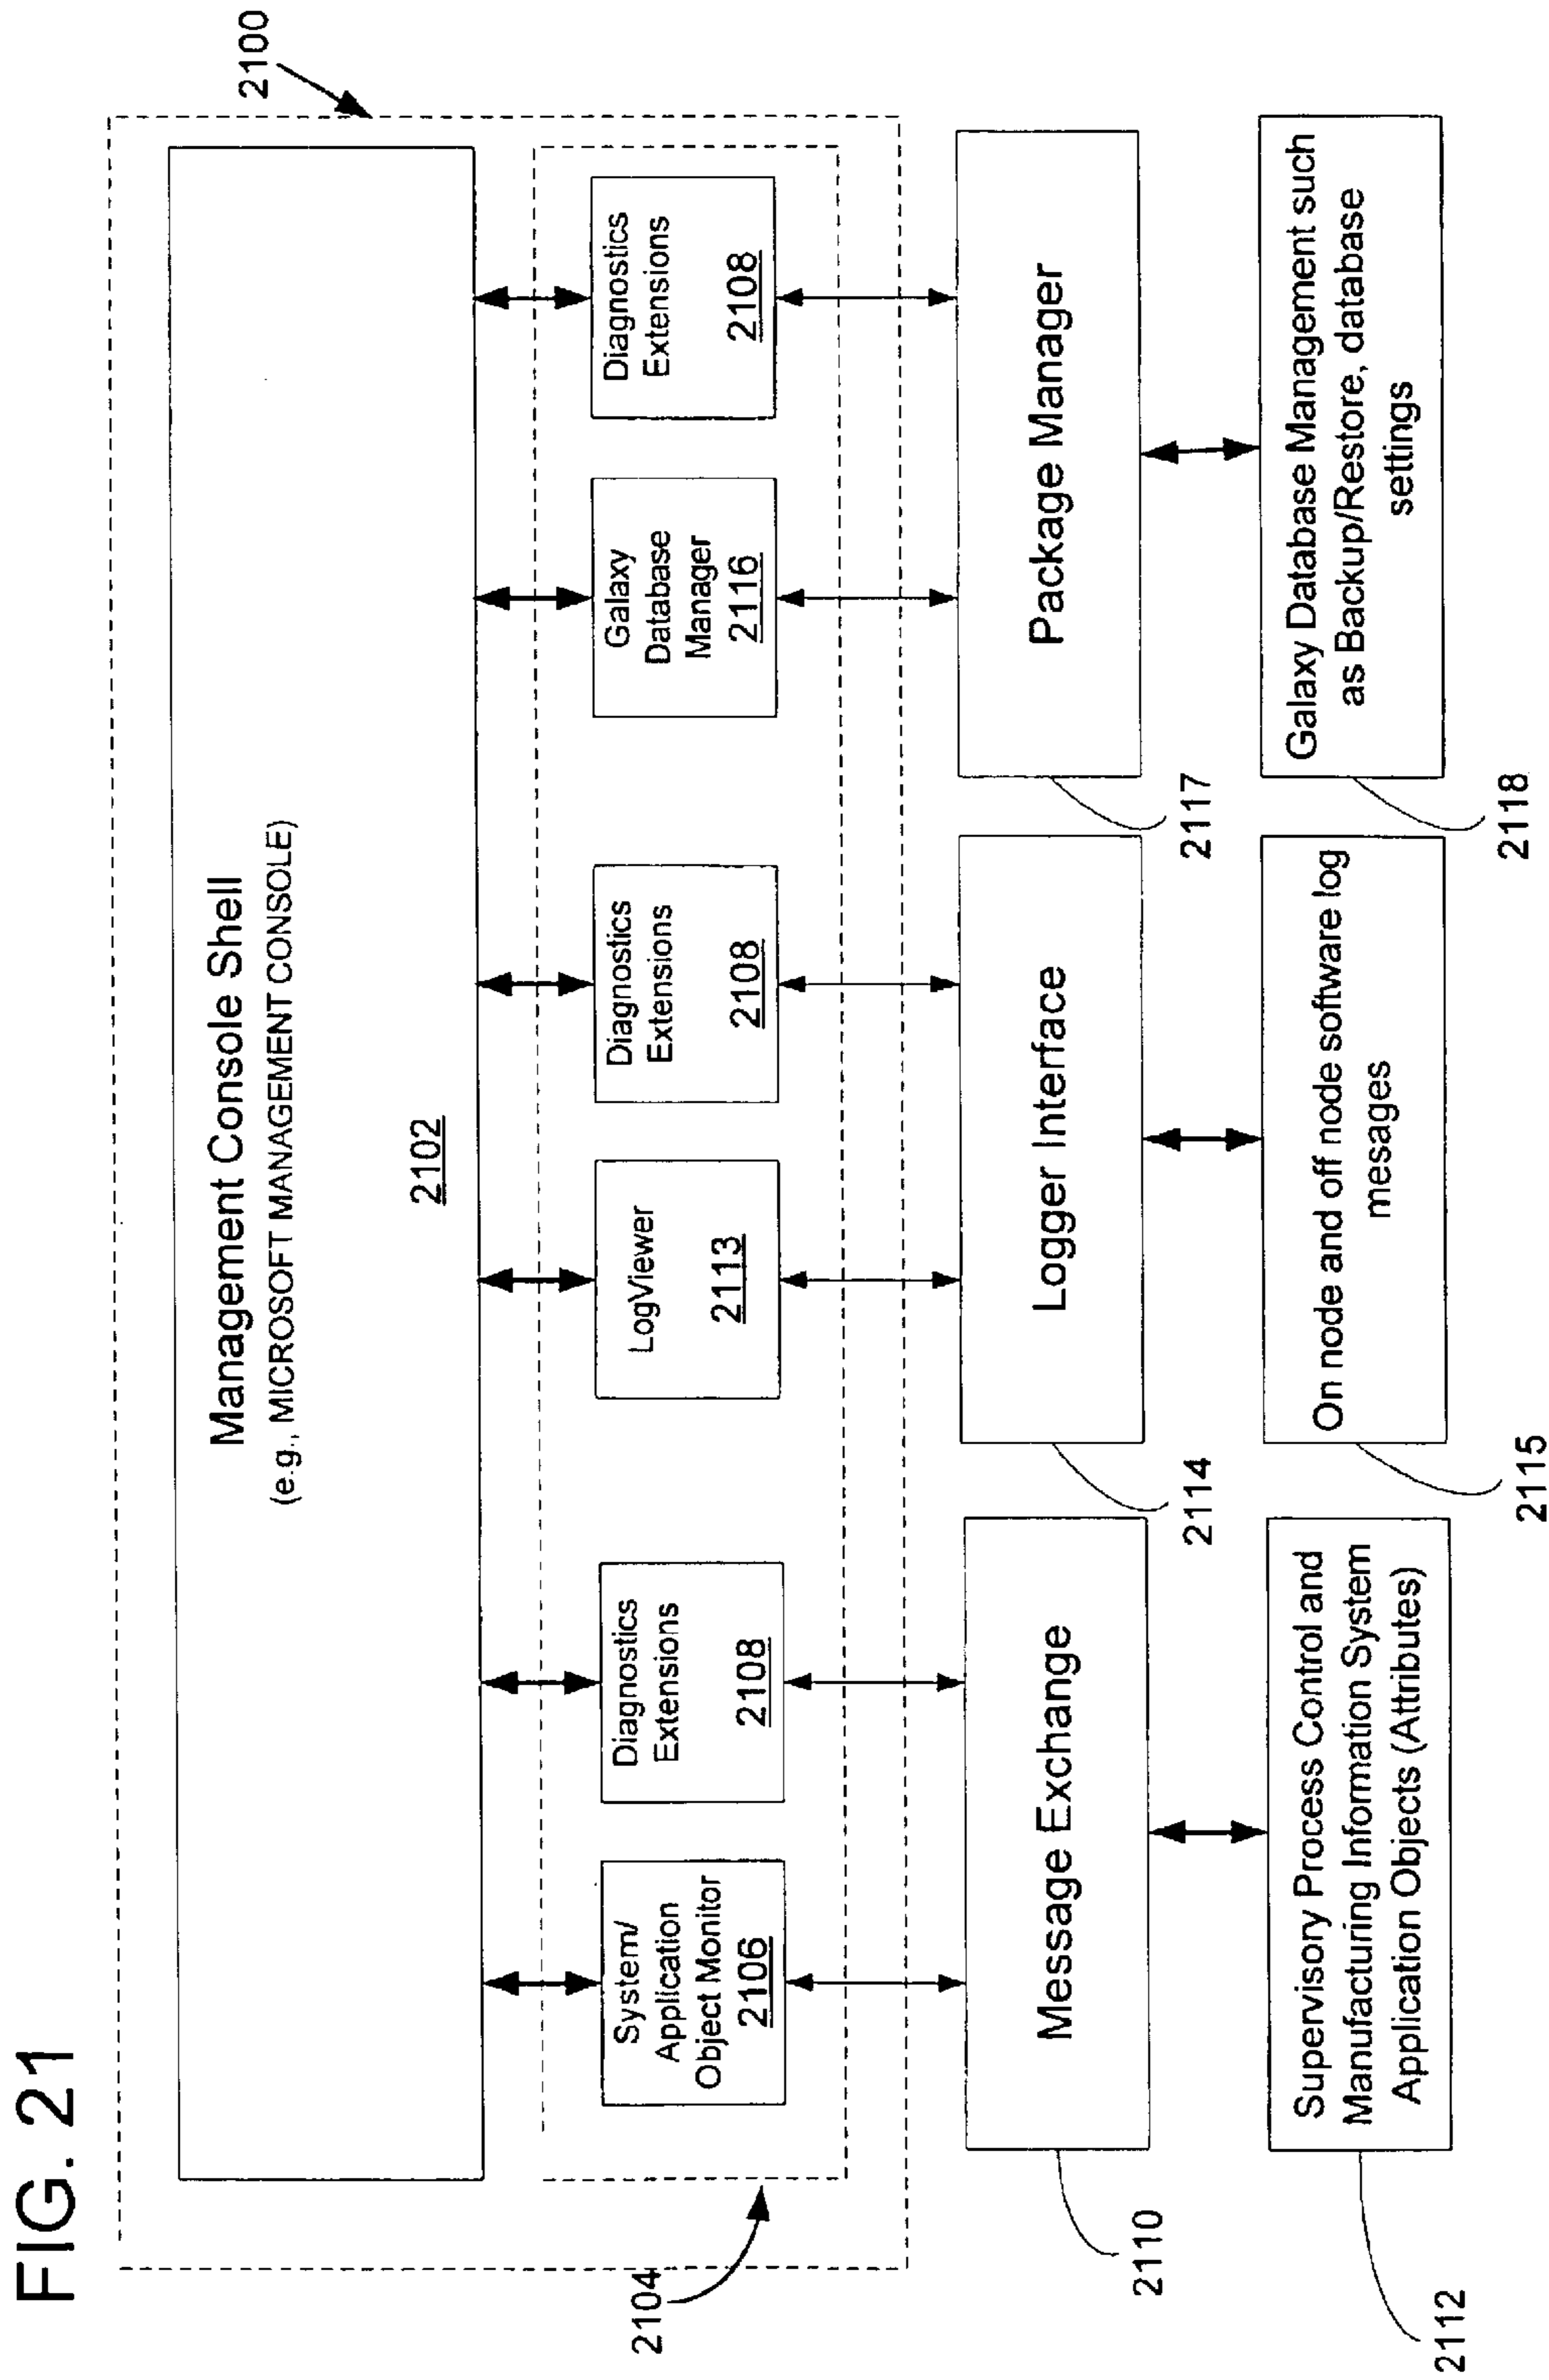 FIG. 21
2100
Management Console Shell
(e.g., MICROSOFT MANAGEMENT CONSOLE)
2102
2104
System/
Application
Object Monitor
2106
Diagnostics
Extensions
2108
LogViewer
2113
Diagnostics
Extensions
2108
Galaxy
Database
Manager
2116
Diagnostics
Extensions
2108
Message Exchange
2110
Logger Interface
2114
Package Manager
2117
Supervisory Process Control and
Manufacturing Information System
Application Objects (Attributes)
2112
On node and off node software log
mesages
2115
Galaxy Database Management such
as Backup/Restore, database
settings
2118